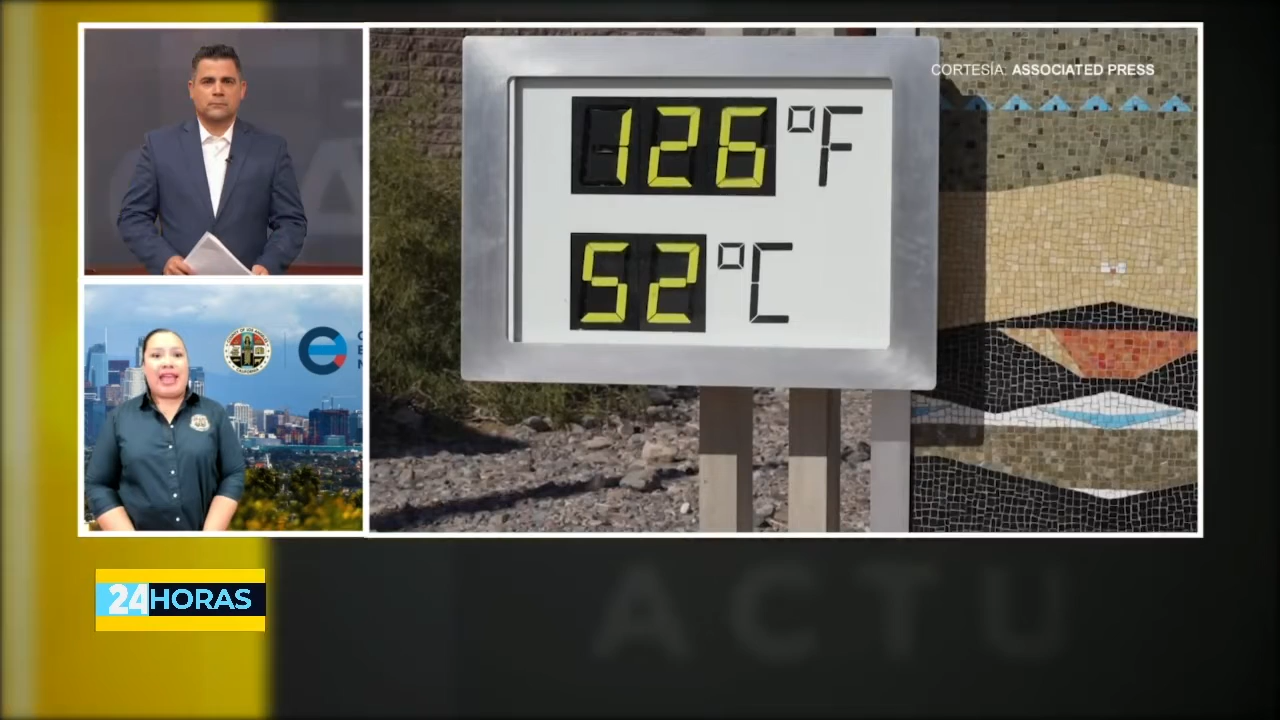 CORTESÍA: ASSOCIATED PRESS
126 °F
52 °C
24HORAS
ACTU